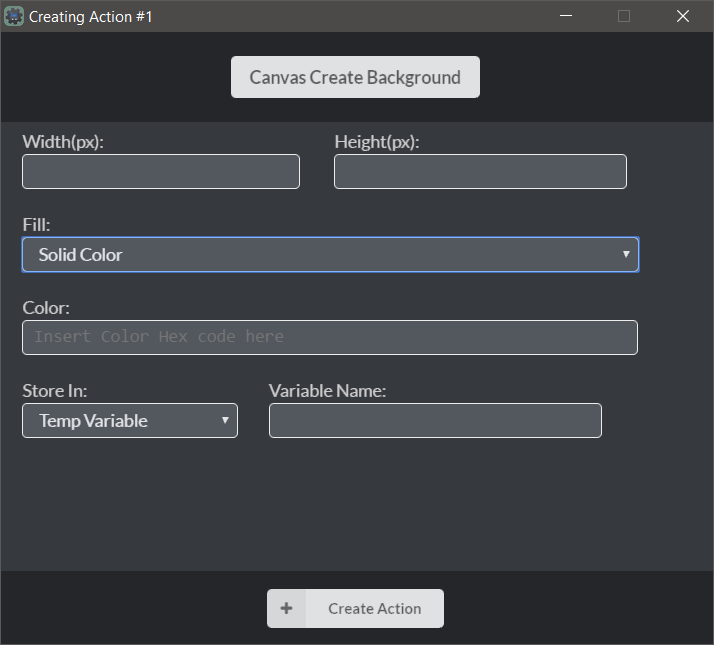 Creating Action #1
Canvas Create Background
Width(px): Height(px):
Fill:
Solid Color
Color:
Insert Color Hex code here
Store In: Variable Name:
Temp Variable
Create Action